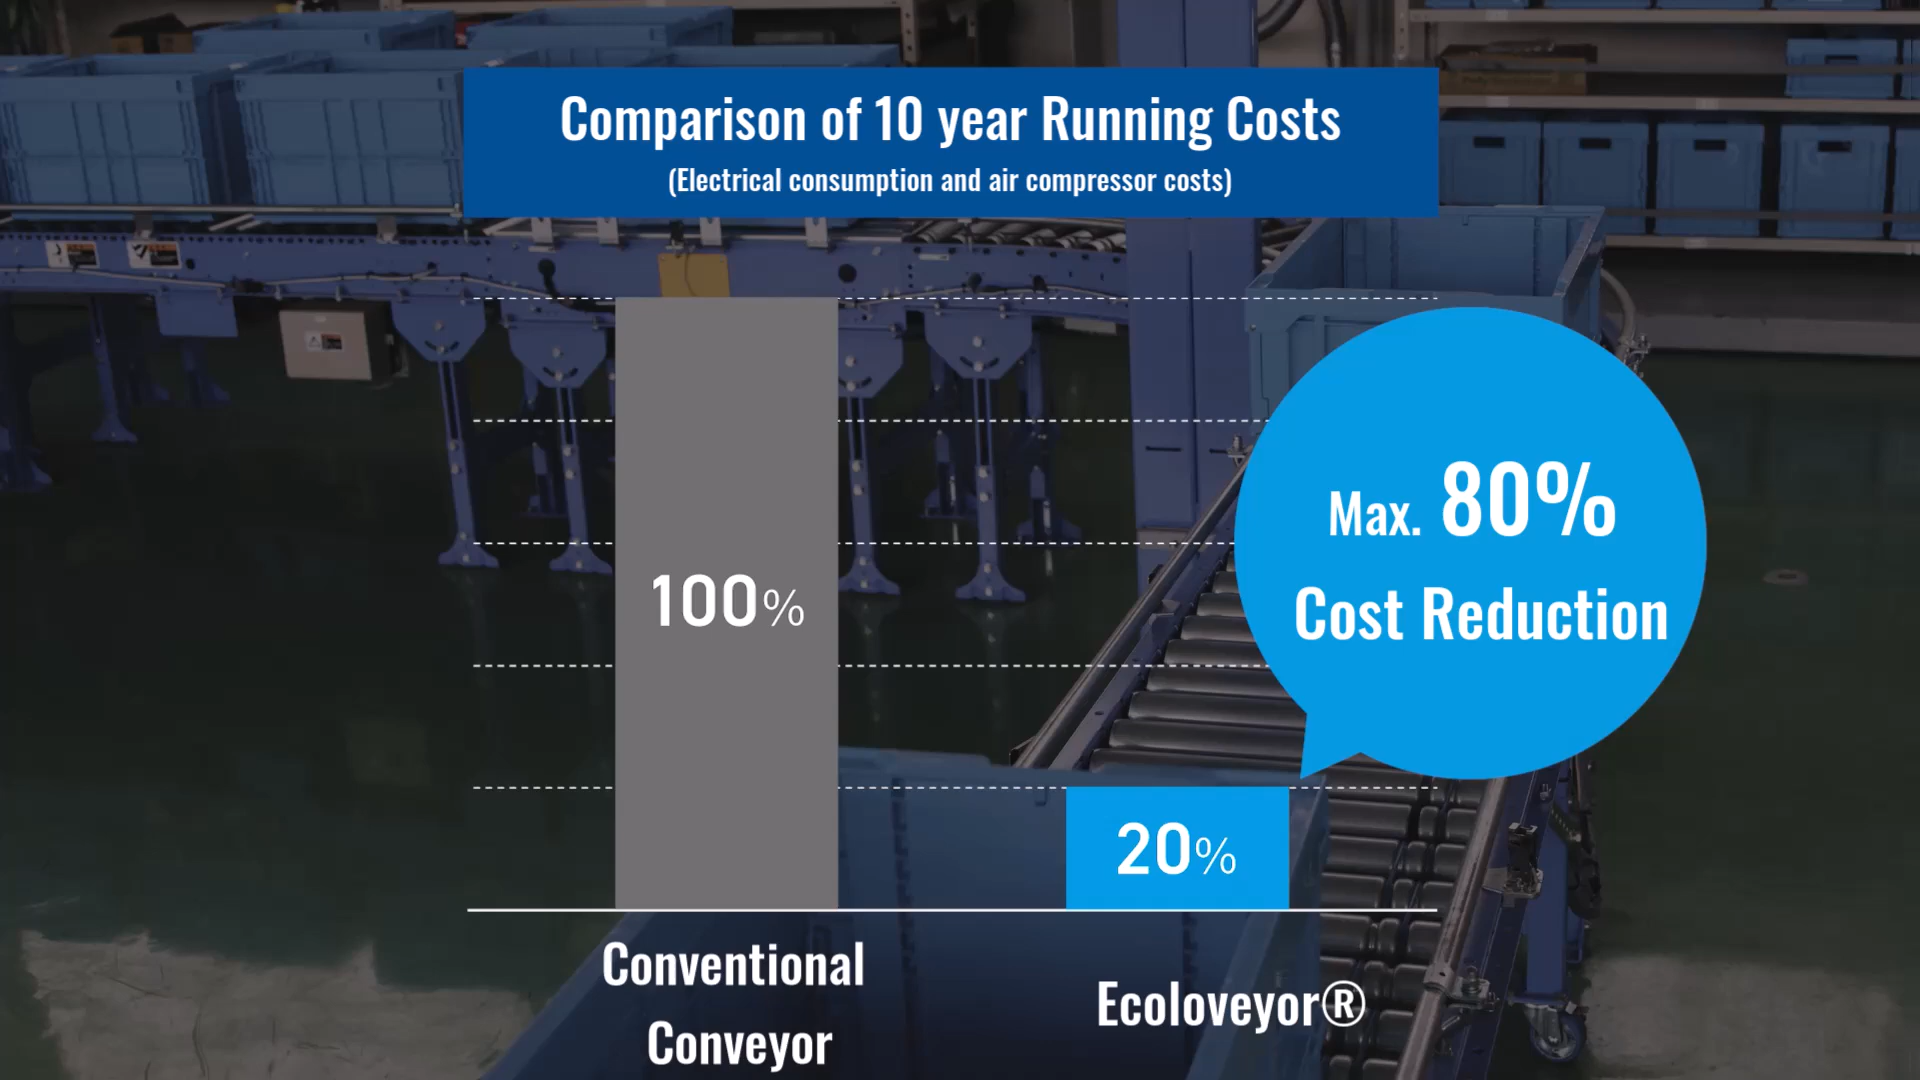 Comparison of 10 year Running Costs
(Electrical consumption and air compressor costs)
Max. 80%
Cost Reduction
100%
20%
Conventional
Conveyor
Ecoloveyor®